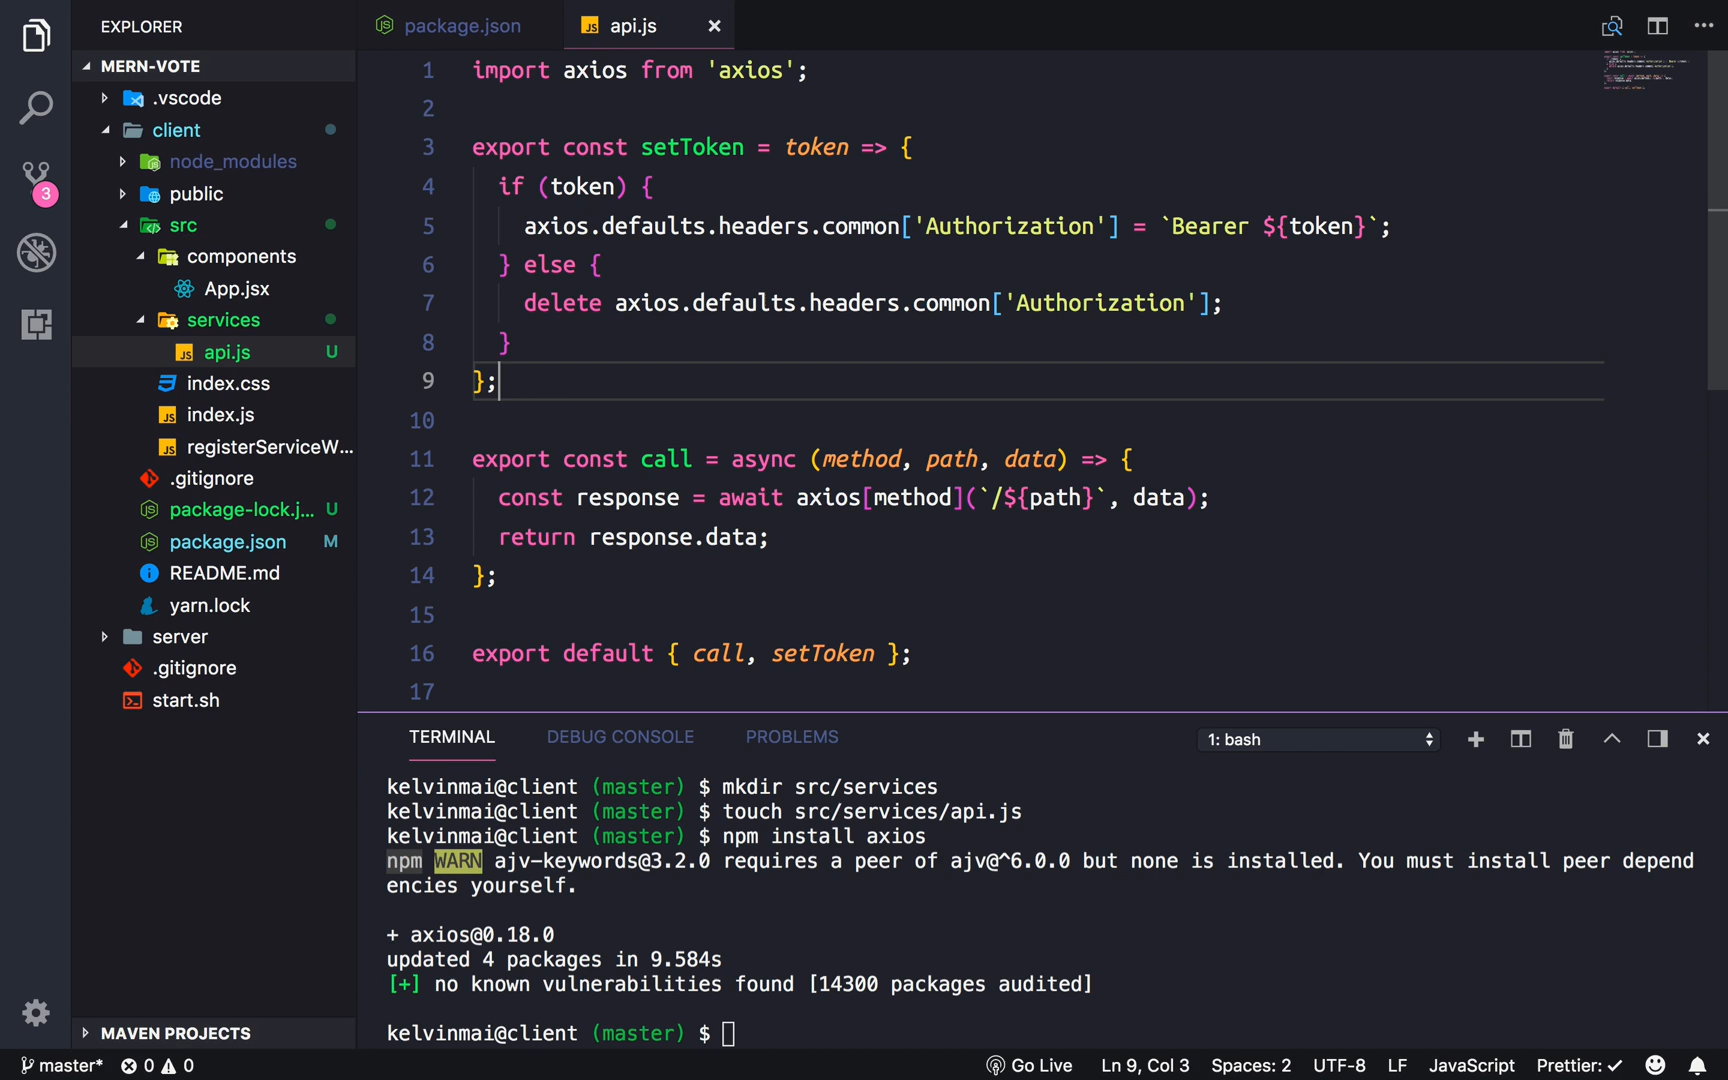 EXPLORER
MERN-VOTE
.vscode
client
node_modules
public
src
components
App.jsx
services
api.js U
index.css
index.js
registerServiceW...
.gitignore
package-lock.j... U
package.json M
README.md
yarn.lock
server
.gitignore
start.sh
MAVEN PROJECTS
3
package.json
JS api.js
1 import axios from 'axios';
2
3 export const setToken = token => {
4 if (token) {
5 axios.defaults.headers.common['Authorization'] = `Bearer ${token}`;
6 } else {
7 delete axios.defaults.headers.common['Authorization'];
8 }
9 };
10
11 export const call = async (method, path, data) => {
12 const response = await axios[method](`/${path}`, data);
13 return response.data;
14 };
15
16 export default { call, setToken };
17
TERMINAL DEBUG CONSOLE PROBLEMS 1: bash
kelvinmai@client (master) $ mkdir src/services
kelvinmai@client (master) $ touch src/services/api.js
kelvinmai@client (master) $ npm install axios
npm WARN ajv-keywords@3.2.0 requires a peer of ajv@^6.0.0 but none is installed. You must install peer depend
encies yourself.
+ axios@0.18.0
updated 4 packages in 9.584s
[+] no known vulnerabilities found [14300 packages audited]
kelvinmai@client (master) $
master* 0 0 Go Live Ln 9, Col 3 Spaces: 2 UTF-8 LF JavaScript Prettier: ✓